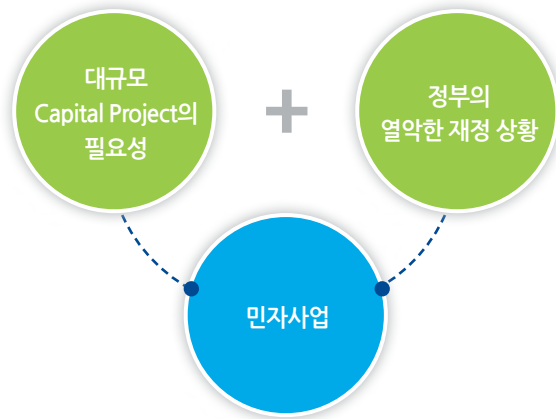 대규모
Capital Project의
필요성
+
정부의
열악한 재정 상황
민자사업